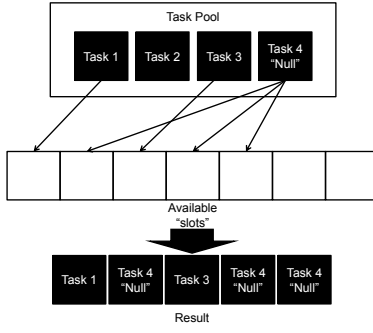 Task Pool
Task 1
Task 2
Task 3
Task 4
“Null”
Available
“slots”
Task 1
Task 4
“Null”
Task 3
Task 4
“Null”
Task 4
“Null”
Result